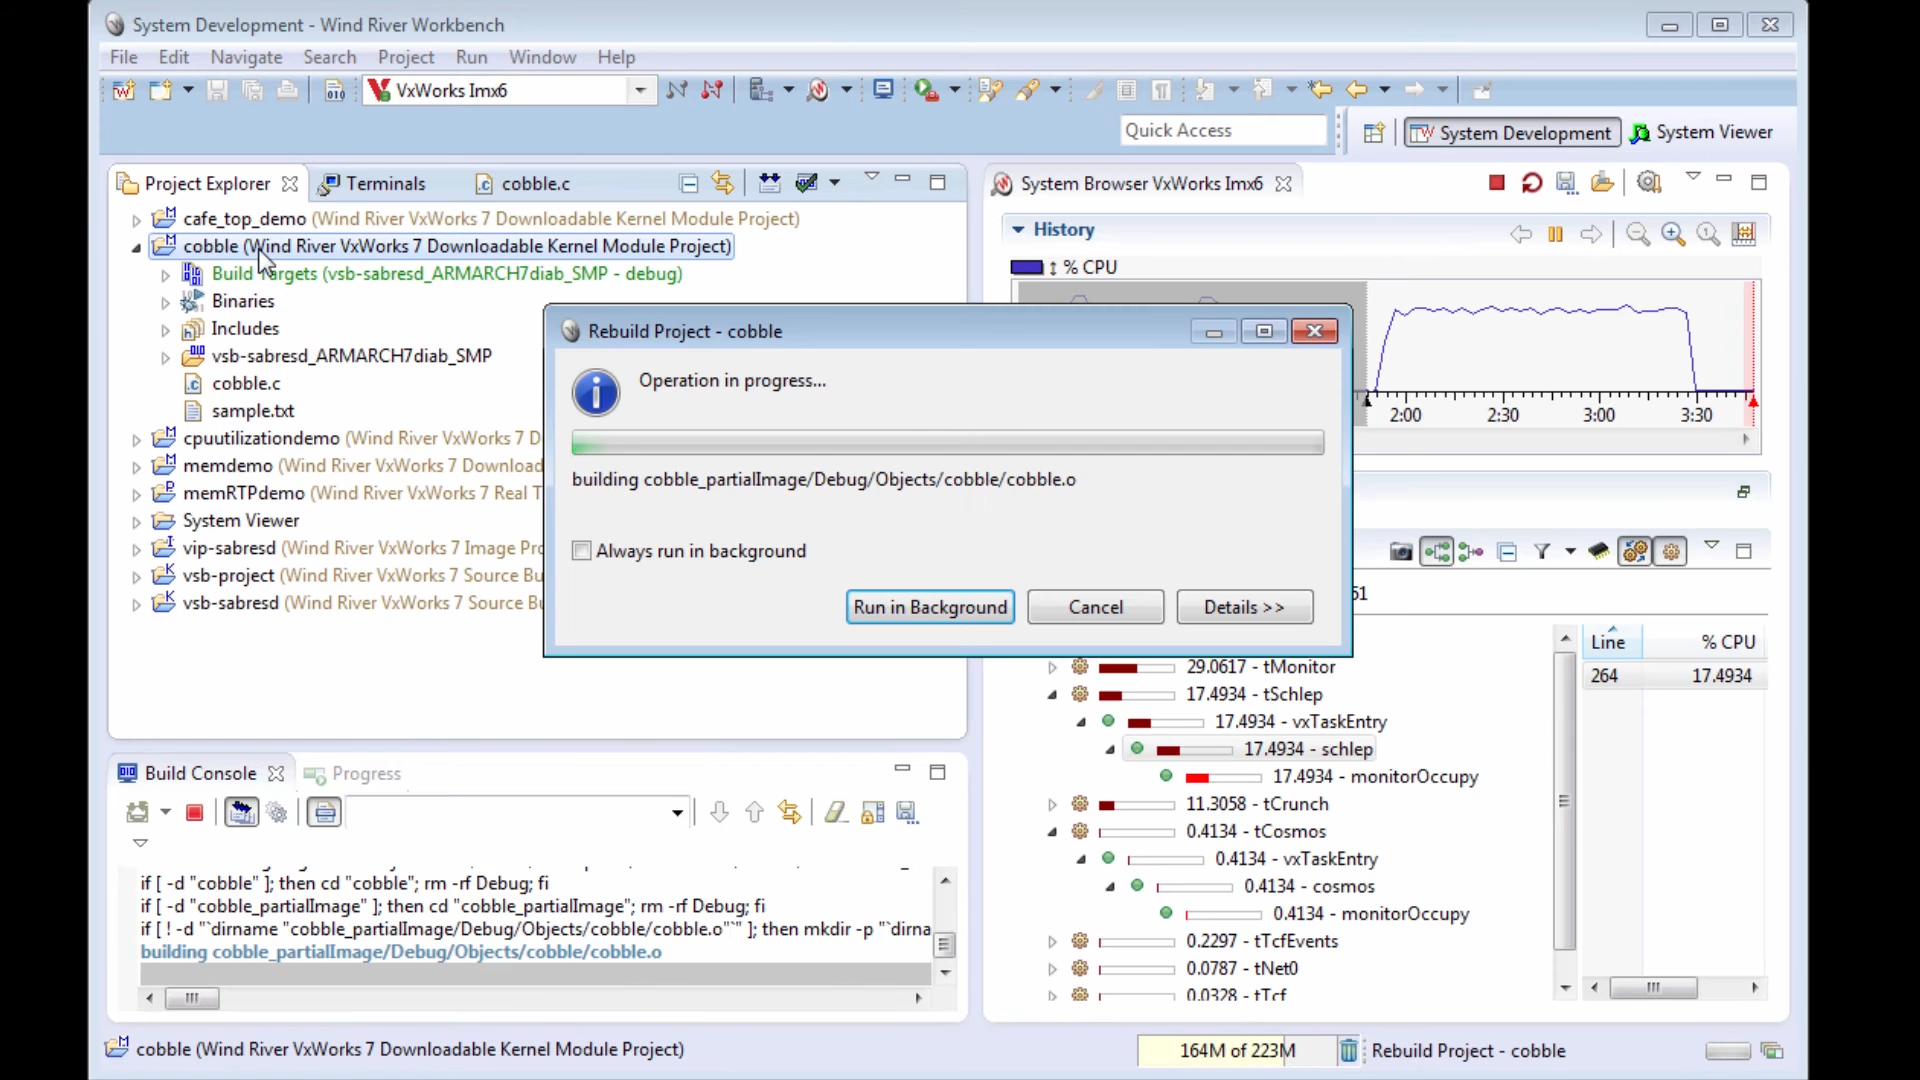 System Development - Wind River Workbench
File Edit Navigate Search Project Run Window Help
VxWorks Imx6
Quick Access
System Development
System Viewer
Project Explorer
Terminals
cobble.c
cafe_top_demo (Wind River VxWorks 7 Downloadable Kernel Module Project)
cobble (Wind River VxWorks 7 Downloadable Kernel Module Project)
Build Targets (vsb-sabresd_ARMARCH7diab_SMP - debug)
Binaries
Includes
vsb-sabresd_ARMARCH7diab_SMP
cobble.c
sample.txt
cpuutilizationdemo (Wind River VxWorks 7 D
memdemo (Wind River VxWorks 7 Download
memRTPdemo (Wind River VxWorks 7 Real T
System Viewer
vip-sabresd (Wind River VxWorks 7 Image Pro
vsb-project (Wind River VxWorks 7 Source Bu
vsb-sabresd (Wind River VxWorks 7 Source Bu
System Browser VxWorks Imx6
History
% CPU
2:00 2:30 3:00 3:30
Rebuild Project - cobble
Operation in progress...
building cobble_partialImage/Debug/Objects/cobble/cobble.o
Always run in background
Run in Background
Cancel
Details >>
51
Line % CPU
264 17.4934
29.0617 - tMonitor
17.4934 - tSchlep
17.4934 - vxTaskEntry
17.4934 - schlep
17.4934 - monitorOccupy
11.3058 - tCrunch
0.4134 - tCosmos
0.4134 - vxTaskEntry
0.4134 - cosmos
0.4134 - monitorOccupy
0.2297 - tTcfEvents
0.0787 - tNet0
0.0328 - tTcf
Build Console
Progress
if [ -d "cobble" ]; then cd "cobble"; rm -rf Debug; fi
if [ -d "cobble_partialImage" ]; then cd "cobble_partialImage"; rm -rf Debug; fi
if [ ! -d "`dirname "cobble_partialImage/Debug/Objects/cobble/cobble.o"`" ]; then mkdir -p "`dirna
building cobble_partialImage/Debug/Objects/cobble/cobble.o
cobble (Wind River VxWorks 7 Downloadable Kernel Module Project)
164M of 223M
Rebuild Project - cobble